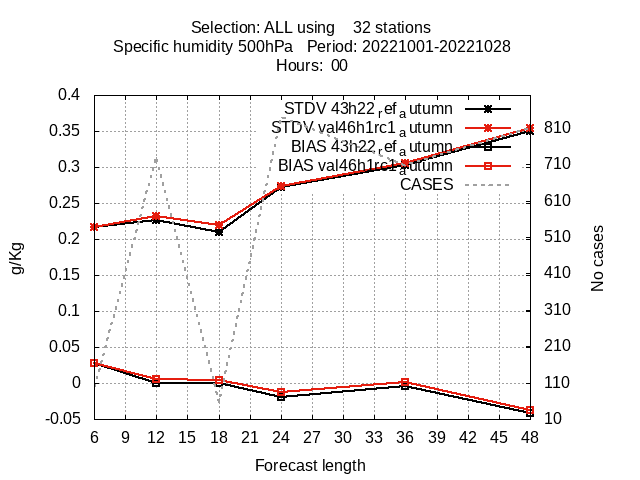 Selection: ALL using    32 stations
Specific humidity 500hPa   Period: 20221001-20221028
Hours:  00
STDV 43h22ref_autumn
STDV val46h1rc1_autumn
BIAS 43h22ref_autumn
BIAS val46h1rc1_autumn
CASES
0.4
0.35
0.3
0.25
0.2
0.15
0.1
0.05
0
-0.05
g/Kg
810
710
610
510
410
310
210
110
10
No cases
6 9 12 15 18 21 24 27 30 33 36 39 42 45 48
Forecast length